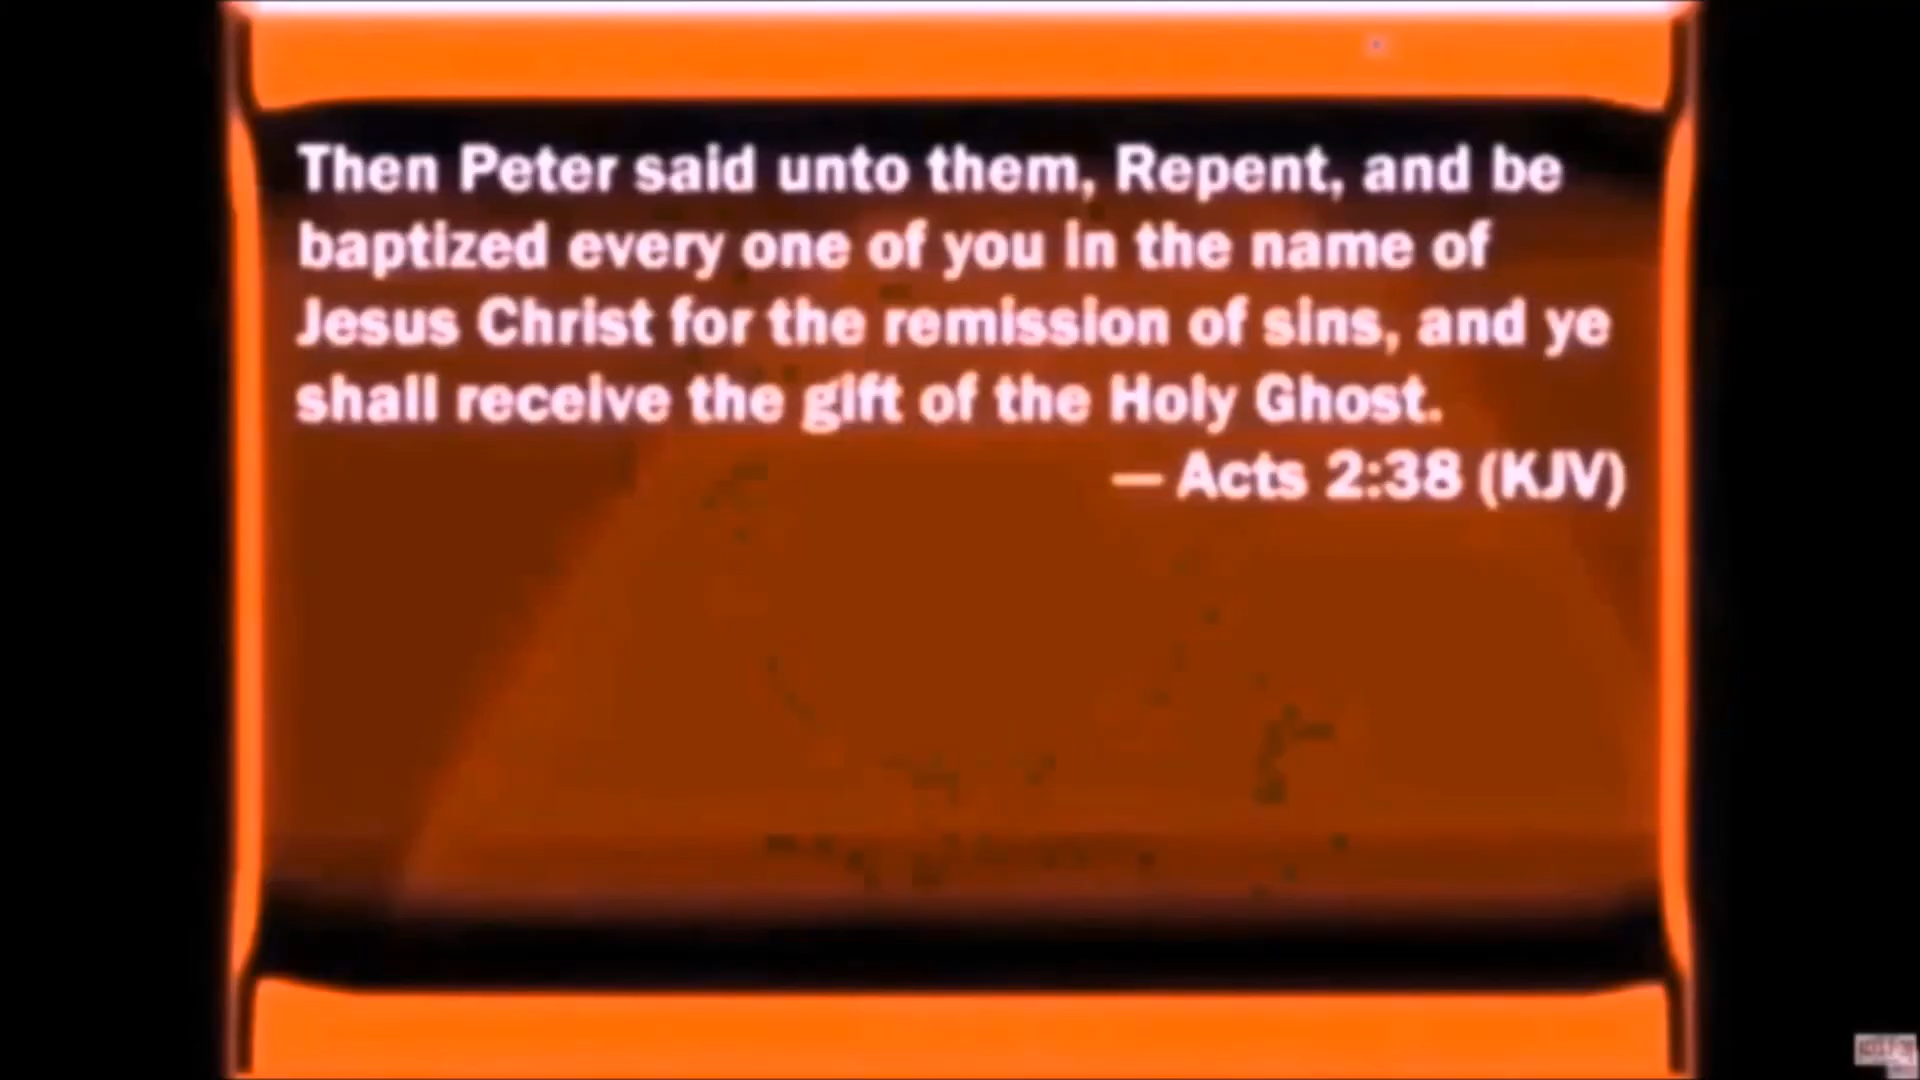 Then Peter said unto them, Repent, and be
baptized every one of you in the name of
Jesus Christ for the remission of sins, and ye
shall receive the gift of the Holy Ghost.
— Acts 2:38 (KJV)